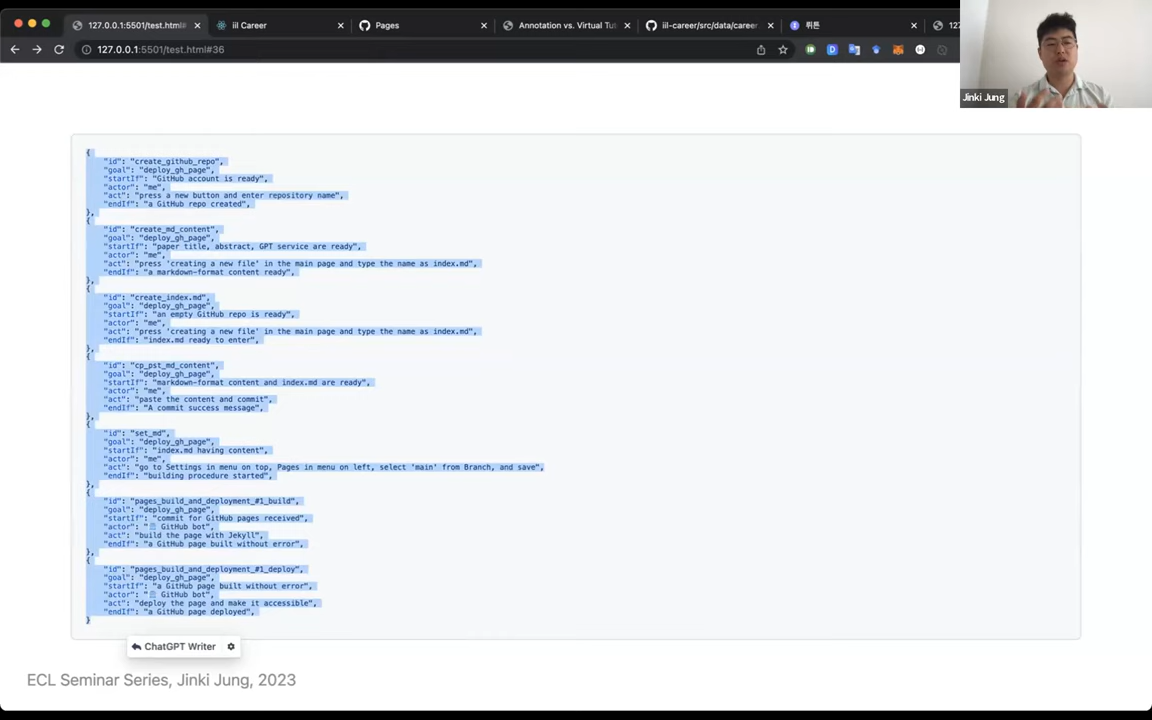 127.0.0.1:5501/test.html#
iil Career
Pages
Annotation vs. Virtual Tut
iil-career/src/data/career
뤼튼
127.0.0.1:5501/test.html#36
Jinki Jung
{
"id": "create_github_repo",
"goal": "deploy_gh_page",
"startIf": "GitHub account is ready",
"actor": "me",
"act": "press a new button and enter repository name",
"endIf": "a GitHub repo created",
},
{
"id": "create_md_content",
"goal": "deploy_gh_page",
"startIf": "paper title, abstract, GPT service are ready",
"actor": "me",
"act": "press 'creating a new file' in the main page and type the name as index.md",
"endIf": "a markdown-format content ready",
},
{
"id": "create_index.md",
"goal": "deploy_gh_page",
"startIf": "an empty GitHub repo is ready",
"actor": "me",
"act": "press 'creating a new file' in the main page and type the name as index.md",
"endIf": "index.md ready to enter",
},
{
"id": "cp_pst_md_content",
"goal": "deploy_gh_page",
"startIf": "markdown-format content and index.md are ready",
"actor": "me",
"act": "paste the content and commit",
"endIf": "A commit success message",
},
{
"id": "set_md",
"goal": "deploy_gh_page",
"startIf": "index.md having content",
"actor": "me",
"act": "go to Settings in menu on top, Pages in menu on left, select 'main' from Branch, and save",
"endIf": "building procedure started",
},
{
"id": "pages_build_and_deployment_#1_build",
"goal": "deploy_gh_page",
"startIf": "commit for GitHub pages received",
"actor": "GitHub bot",
"act": "build the page with Jekyll",
"endIf": "a GitHub page built without error",
},
{
"id": "pages_build_and_deployment_#1_deploy",
"goal": "deploy_gh_page",
"startIf": "a GitHub page built without error",
"actor": "GitHub bot",
"act": "deploy the page and make it accessible",
"endIf": "a GitHub page deployed",
}
ChatGPT Writer
ECL Seminar Series, Jinki Jung, 2023